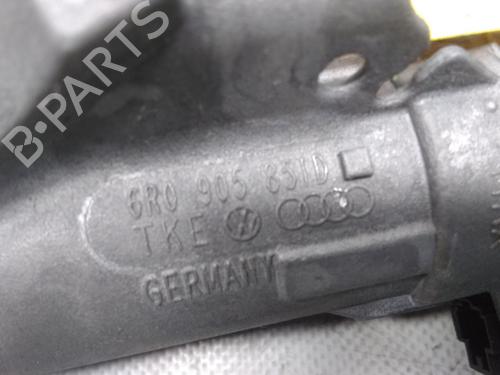 B-PARTS
6R0 905 851D
TKE
GERMANY